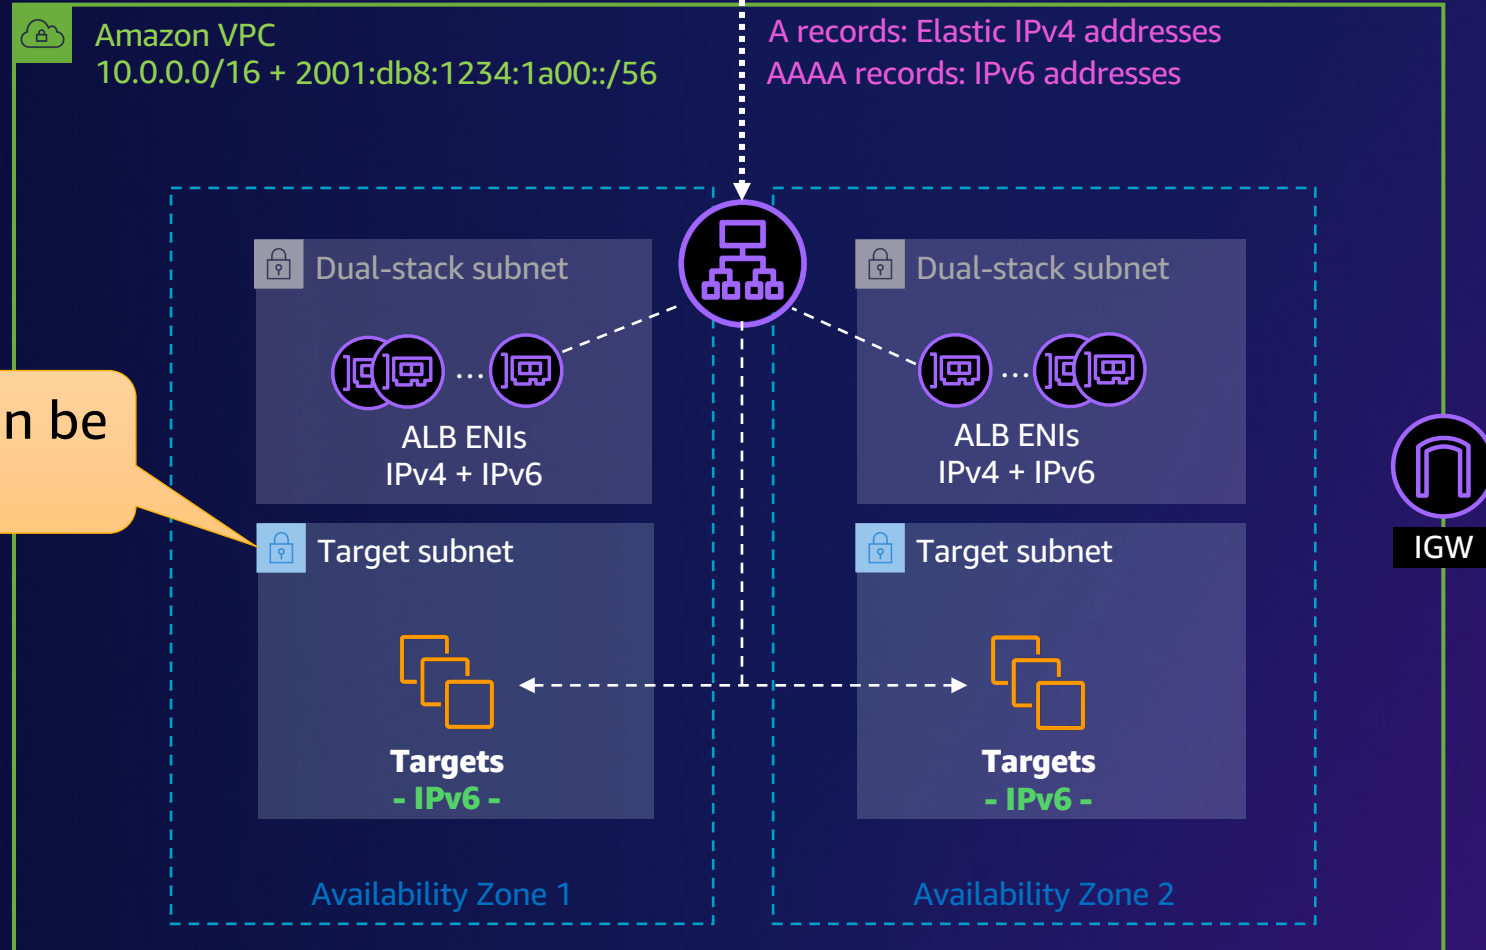 Amazon VPC
10.0.0.0/16 + 2001:db8:1234:1a00::/56
A records: Elastic IPv4 addresses
AAAA records: IPv6 addresses
Dual-stack subnet
...
ALB ENIs
IPv4 + IPv6
Dual-stack subnet
...
ALB ENIs
IPv4 + IPv6
n be
Target subnet
Targets
- IPv6 -
Target subnet
Targets
- IPv6 -
IGW
Availability Zone 1
Availability Zone 2